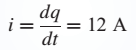 i = dq/dt = 12 A